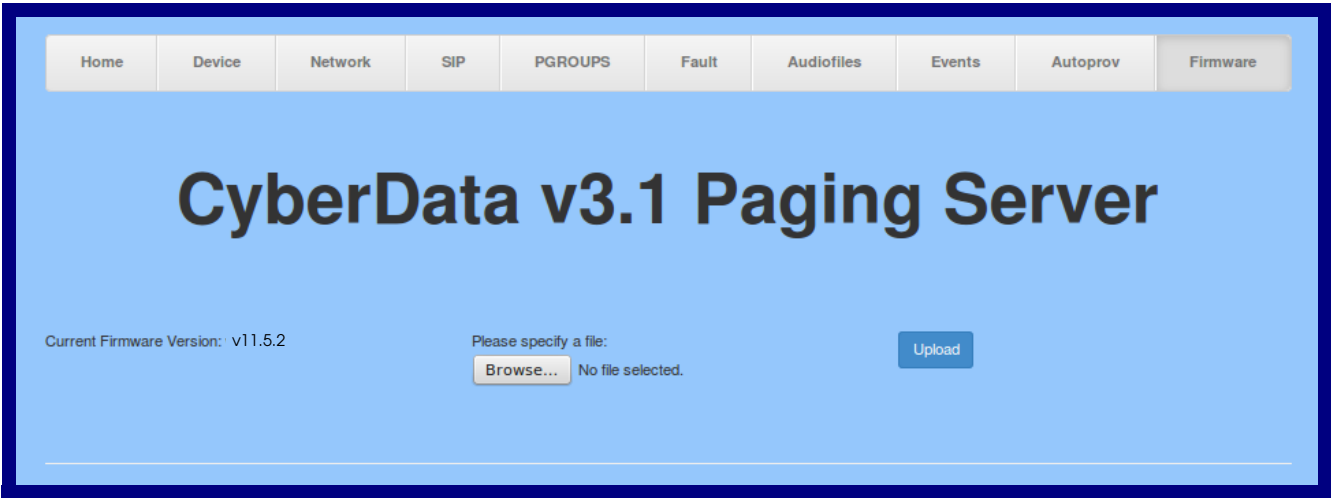 Home Device Network SIP PGROUPS Fault Audiofiles Events Autoprov Firmware
CyberData v3.1 Paging Server
Current Firmware Version: v11.5.2
Please specify a file:
Browse... No file selected.
Upload